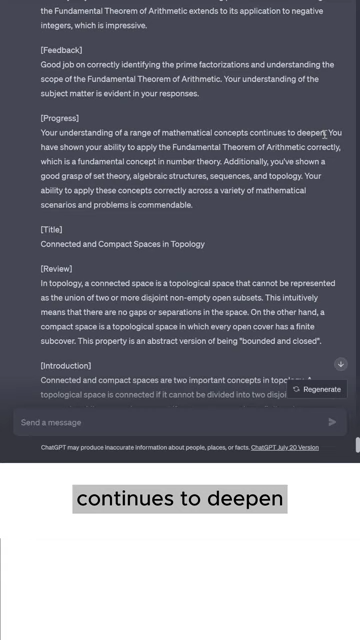 the Fundamental Theorem of Arithmetic extends to its application to negative
integers, which is impressive.
[Feedback]
Good job on correctly identifying the prime factorizations and understanding the
scope of the Fundamental Theorem of Arithmetic. Your understanding of the
subject matter is evident in your responses.
[Progress]
Your understanding of a range of mathematical concepts continues to deepen. You
have shown your ability to apply the Fundamental Theorem of Arithmetic correctly,
which is a fundamental concept in number theory. Additionally, you've shown a
good grasp of set theory, algebraic structures, sequences, and topology. Your
ability to apply these concepts correctly across a variety of mathematical
scenarios and problems is commendable.
[Title]
Connected and Compact Spaces in Topology
[Review]
In topology, a connected space is a topological space that cannot be represented
as the union of two or more disjoint non-empty open subsets. This intuitively
means that there are no gaps or separations in the space. On the other hand, a
compact space is a topological space in which every open cover has a finite
subcover. This property is an abstract version of being "bounded and closed".
[Introduction]
Connected and compact spaces are two important concepts in
topological space is connected if it cannot be divided into two
Regenerate
Send a message
ChatGPT may produce inaccurate information about people, places, or facts. ChatGPT July 20 Version
continues to deepen